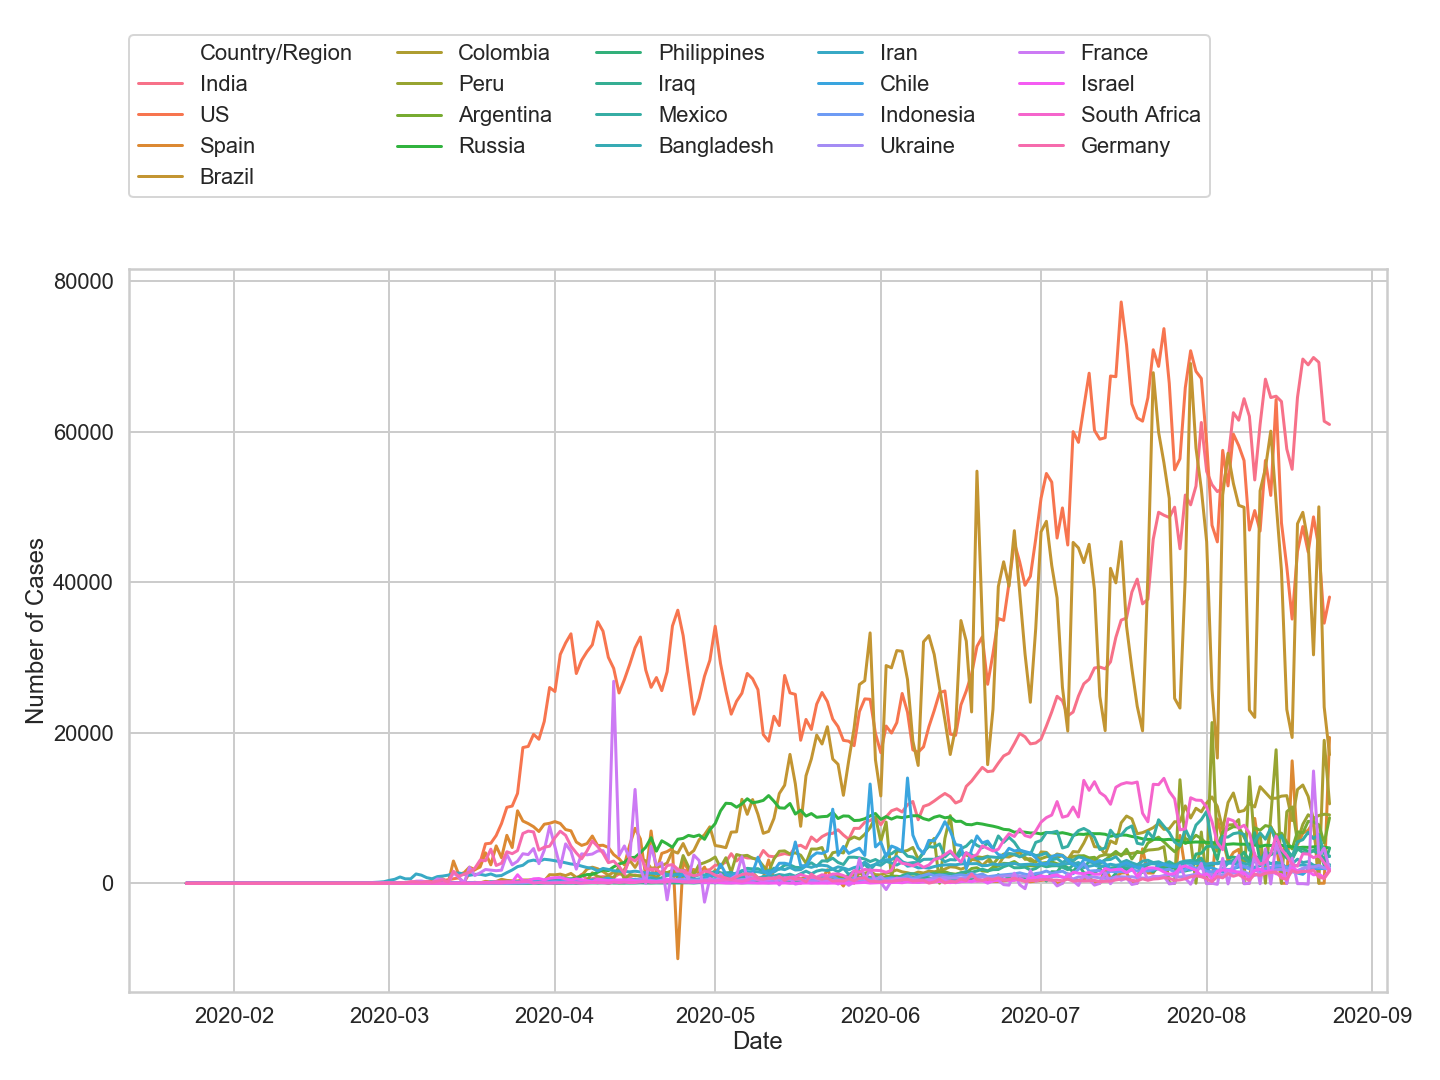 Country/Region Colombia Philippines Iran France
India Peru Iraq Chile Israel
US Argentina Mexico Indonesia South Africa
Spain Russia Bangladesh Ukraine Germany
Brazil
80000
60000
40000
20000
0
Number of Cases
2020-02 2020-03 2020-04 2020-05 2020-06 2020-07 2020-08 2020-09
Date